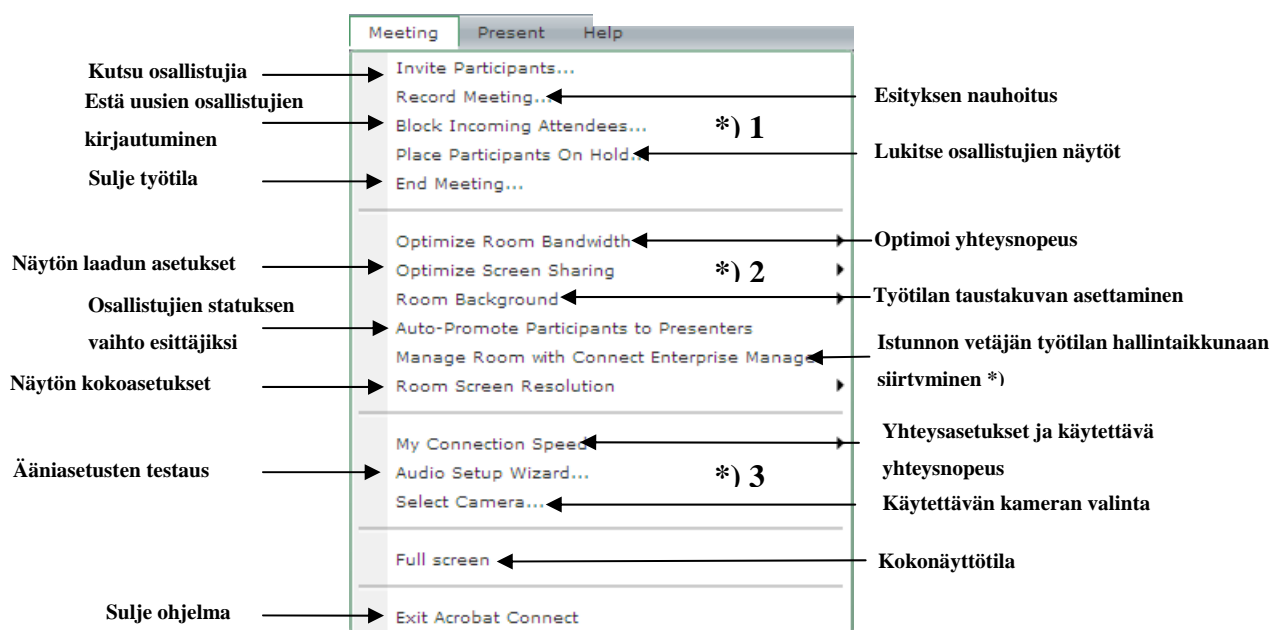 Meeting Present Help
Kutsu osallistujia
Invite Participants...
Record Meeting...
Esityksen nauhoitus
Estä uusien osallistujien
kirjautuminen
Block Incoming Attendees...
*) 1
Place Participants On Hold...
Lukitse osallistujien näytöt
Sulje työtila
End Meeting...
Optimize Room Bandwidth
Optimoi yhteysnopeus
Näytön laadun asetukset
Optimize Screen Sharing
*) 2
Room Background
Työtilan taustakuvan asettaminen
Osallistujien statuksen
vaihto esittäjiksi
Auto-Promote Participants to Presenters
Manage Room with Connect Enterprise Manage
Istunnon vetäjän työtilan hallintaikkunaan
siirtyminen *)
Näytön kokoasetukset
Room Screen Resolution
My Connection Speed
Yhteysasetukset ja käytettävä
yhteysnopeus
Ääniasetusten testaus
Audio Setup Wizard...
*) 3
Select Camera...
Käytettävän kameran valinta
Full screen
Kokonäyttötila
Sulje ohjelma
Exit Acrobat Connect